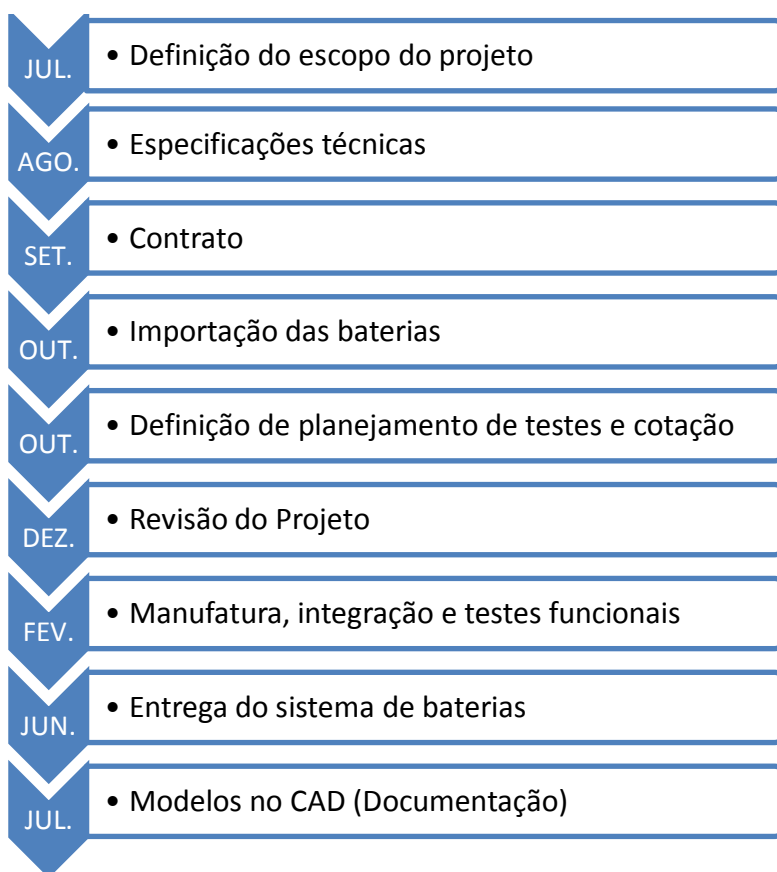 JUL.
• Definição do escopo do projeto
AGO.
• Especificações técnicas
SET.
• Contrato
OUT.
• Importação das baterias
OUT.
• Definição de planejamento de testes e cotação
DEZ.
• Revisão do Projeto
FEV.
• Manufatura, integração e testes funcionais
JUN.
• Entrega do sistema de baterias
JUL.
• Modelos no CAD (Documentação)